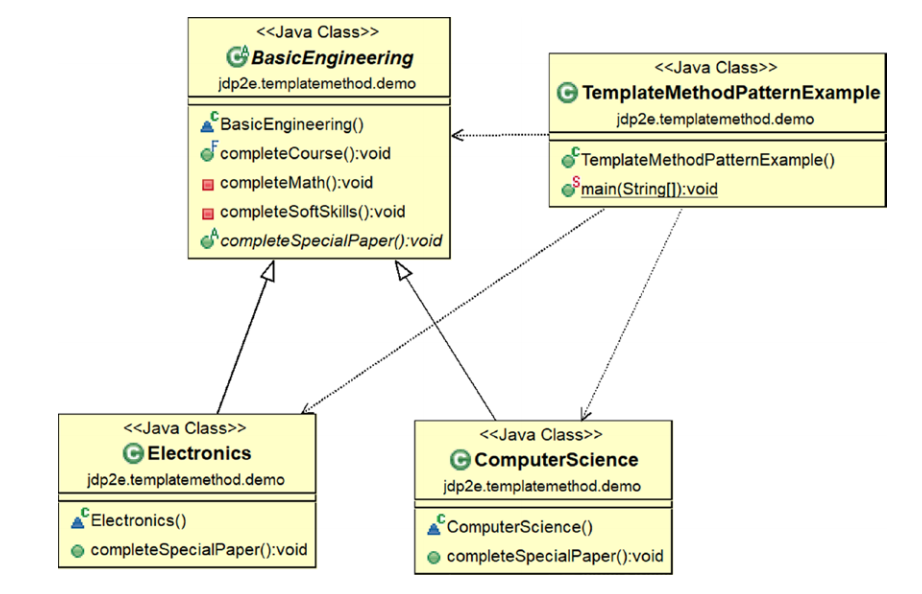 <<Java Class>>
BasicEngineering
jdp2e.templatemethod.demo
BasicEngineering()
completeCourse():void
completeMath():void
completeSoftSkills():void
completeSpecialPaper():void
<<Java Class>>
TemplateMethodPatternExample
jdp2e.templatemethod.demo
TemplateMethodPatternExample()
main(String[]):void
<<Java Class>>
Electronics
jdp2e.templatemethod.demo
Electronics()
completeSpecialPaper():void
<<Java Class>>
ComputerScience
jdp2e.templatemethod.demo
ComputerScience()
completeSpecialPaper():void